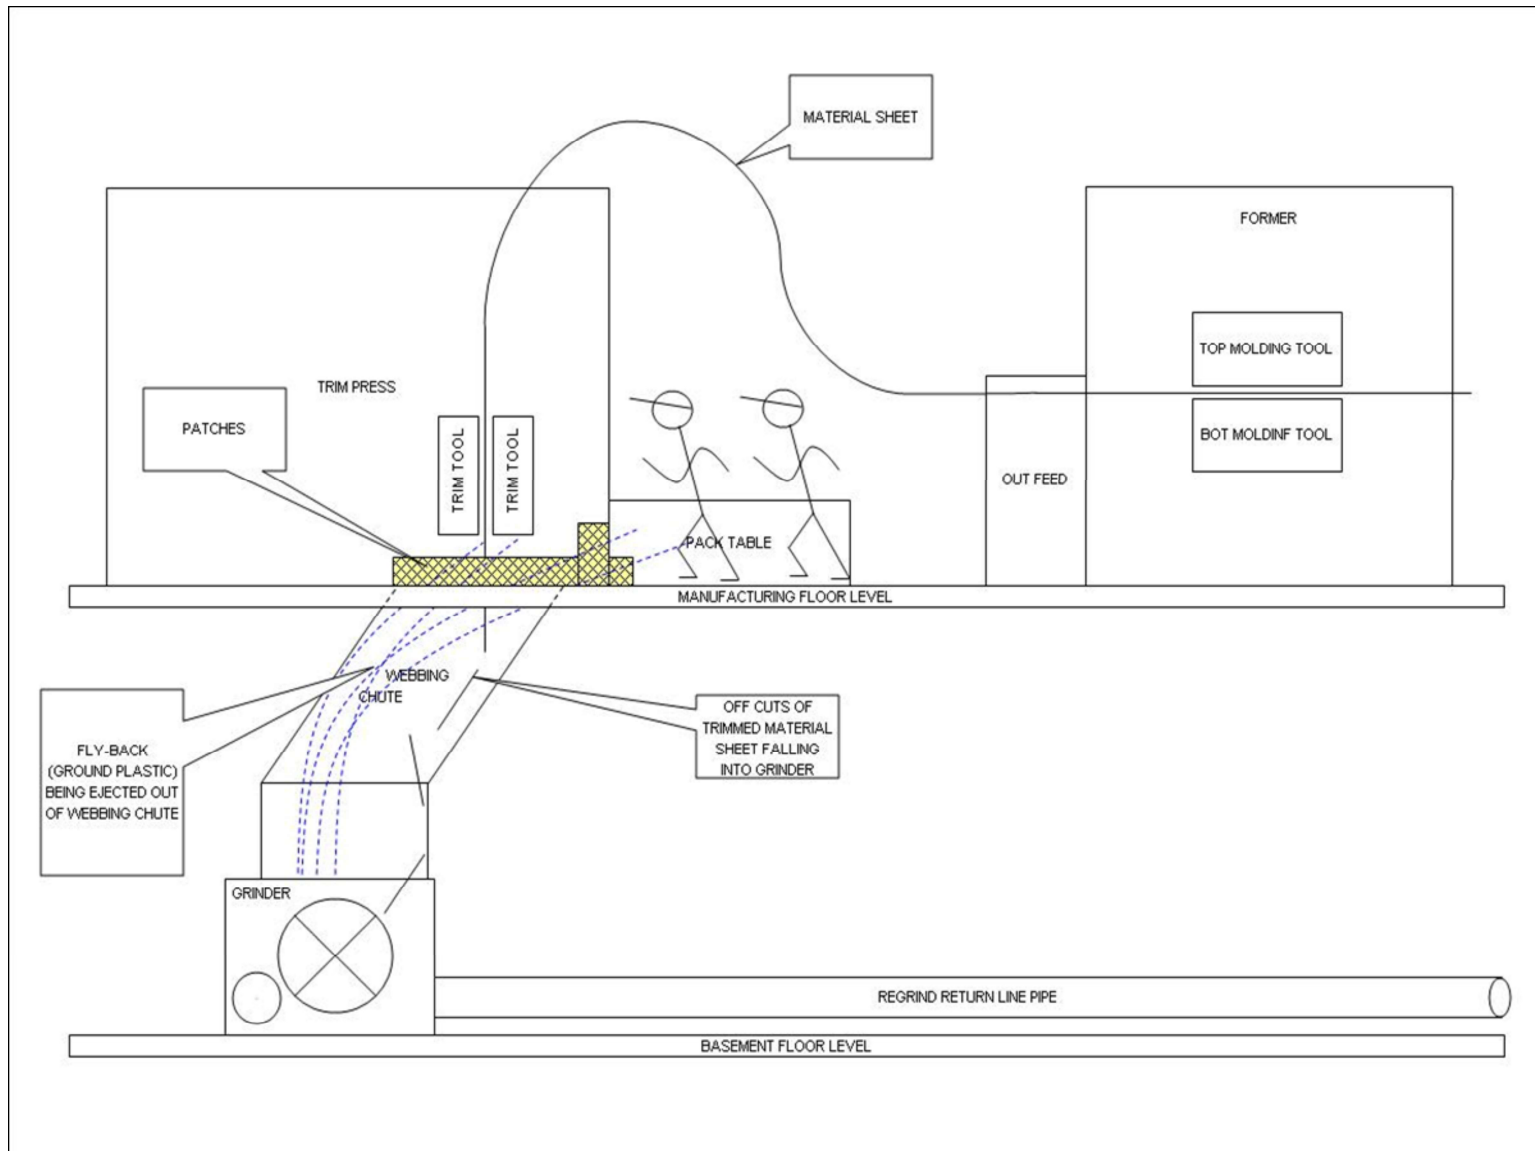 MATERIAL SHEET
FORMER
TOP MOLDING TOOL
TRIM PRESS
PATCHES
TRIM TOOL
TRIM TOOL
BOT MOLDINF TOOL
OUT FEED
PACK TABLE
MANUFACTURING FLOOR LEVEL
WEBBING
CHUTE
OFF CUTS OF
TRIMMED MATERIAL
SHEET FALLING
INTO GRINDER
FLY-BACK
(GROUND PLASTIC)
BEING EJECTED OUT
OF WEBBING CHUTE
GRINDER
REGRIND RETURN LINE PIPE
BASEMENT FLOOR LEVEL